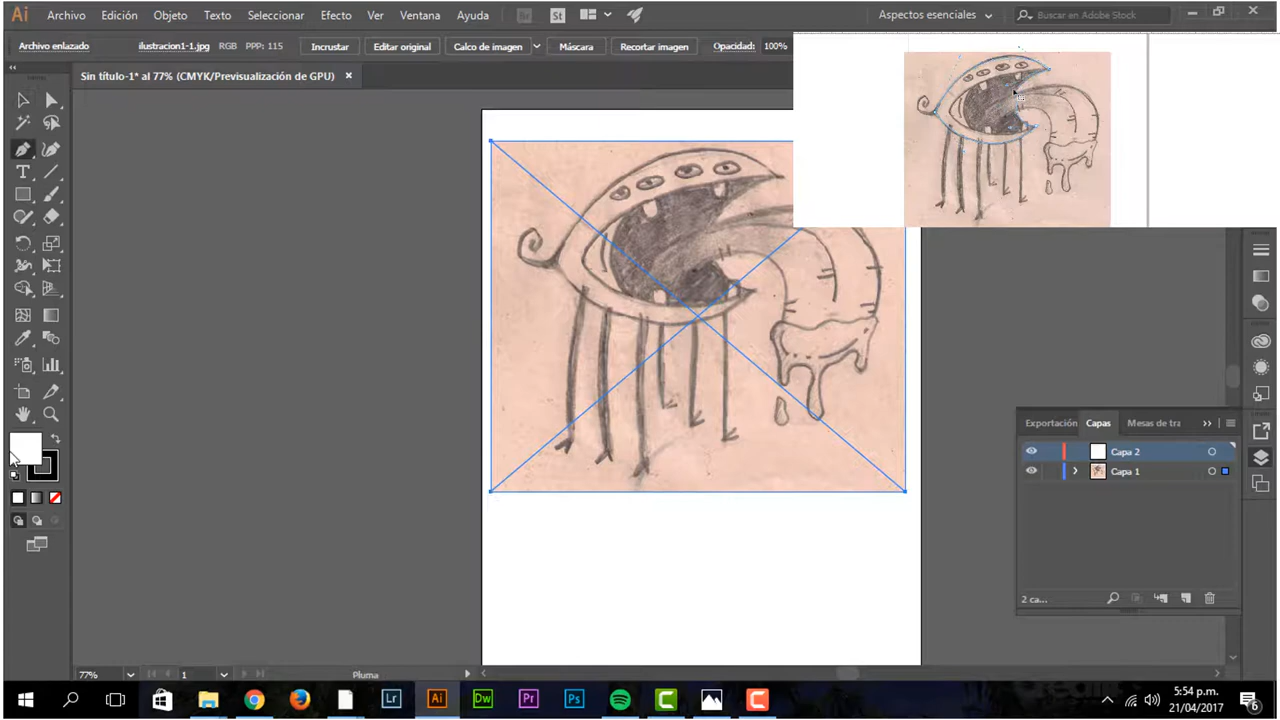 Ai Archivo Edición Objeto Texto Seleccionar Efecto Ver Ventana Ayuda Br St Aspectos esenciales Buscar en Adobe Stock
Archivo enlazado ilustracion1-1.jpg RGB PPP: 115 Incrustar Editar original Calco de imagen Máscara Recortar imagen Opacidad: 100%
Sin título-1* al 77% (CMYK/Previsualización de GPU) ×
Exportación Capas Mesas de tra
Capa 2
Capa 1
2 ca...
77% 1 Pluma
Lr Ai Dw Pr Ps
5:54 p.m.
21/04/2017
6